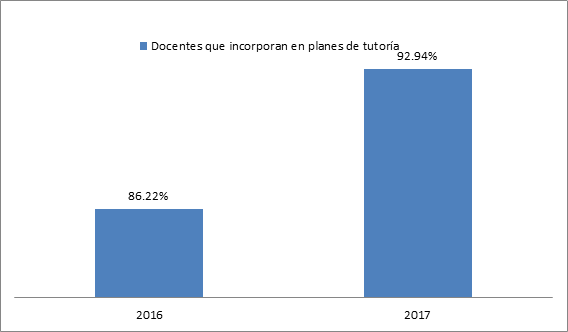 Docentes que incorporan en planes de tutoría
92.94%
86.22%
2016
2017